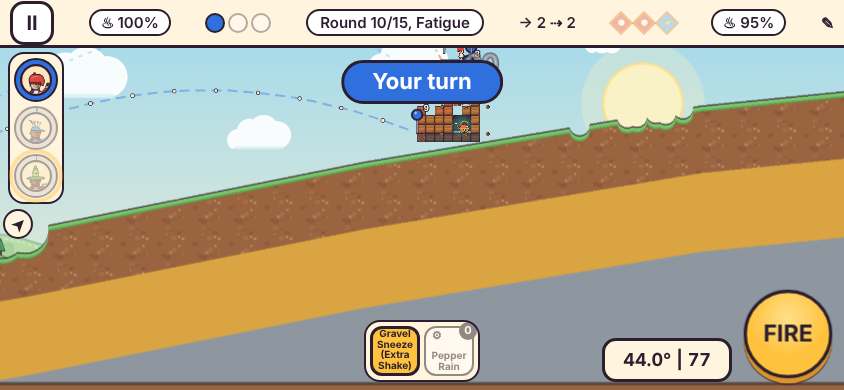 100%
Round 10/15, Fatigue
→ 2 ⇢ 2
95%
Your turn
Gravel
Sneeze
(Extra
Shake)
0
Pepper
Rain
44.0° | 77
FIRE